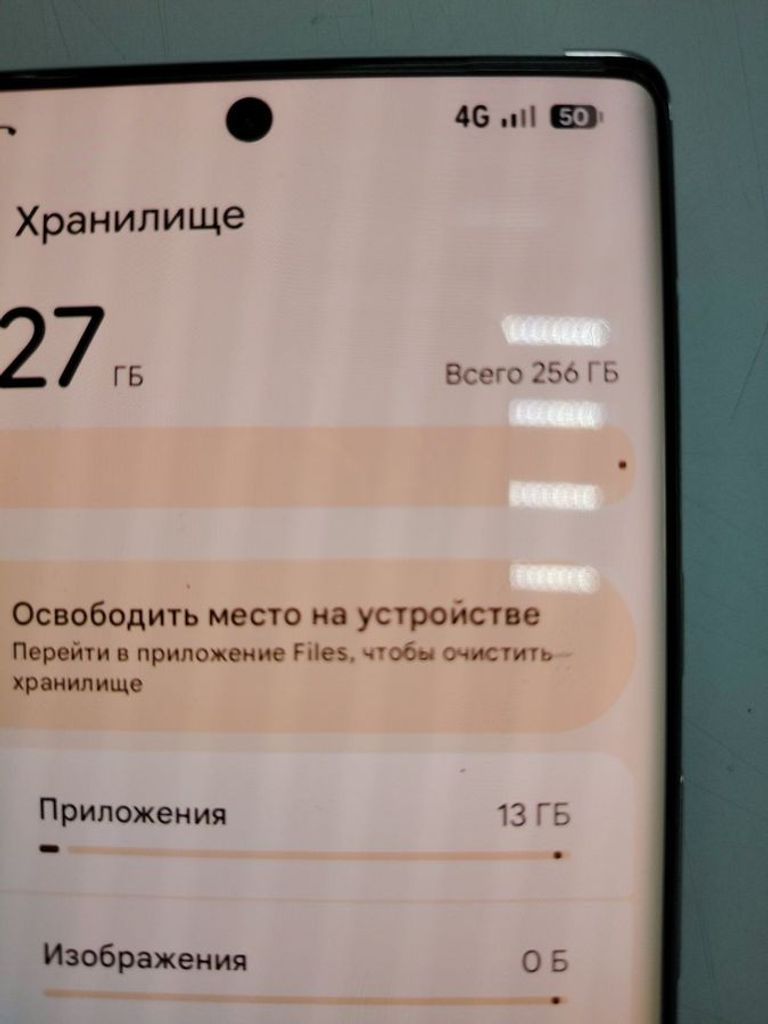 4G 50
Хранилище
27 ГБ
Всего 256 ГБ
Освободить место на устройстве
Перейти в приложение Files, чтобы очистить
хранилище
Приложения 13 ГБ
Изображения 0 Б